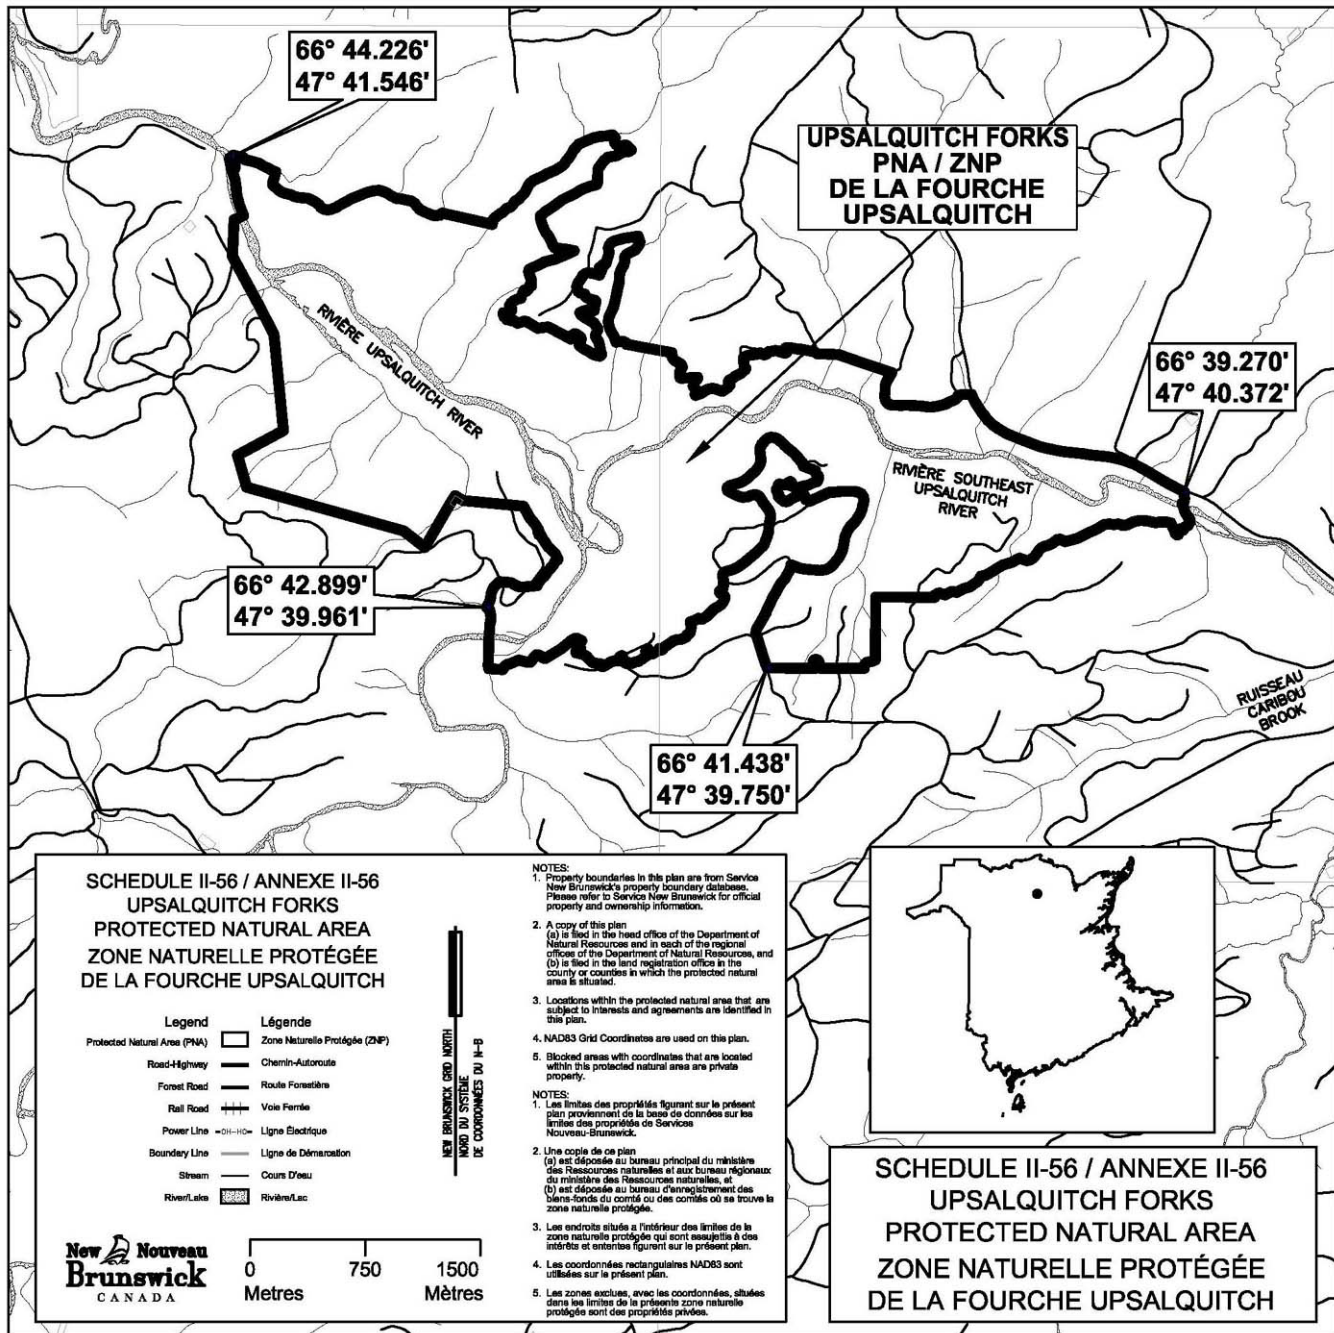 66° 44.226'
47° 41.546'
UPSALQUITCH FORKS
PNA / ZNP
DE LA FOURCHE
UPSALQUITCH
RIVIÈRE UPSALQUITCH RIVER
66° 39.270'
47° 40.372'
RIVIÈRE SOUTHEAST
UPSALQUITCH
RIVER
66° 42.899'
47° 39.961'
RUISSEAU
CARIBOU
BROOK
66° 41.438'
47° 39.750'
SCHEDULE II-56 / ANNEXE II-56
UPSALQUITCH FORKS
PROTECTED NATURAL AREA
ZONE NATURELLE PROTÉGÉE
DE LA FOURCHE UPSALQUITCH
Legend Légende
Protected Natural Area (PNA) Zone Naturelle Protégée (ZNP)
Road-Highway Chemin-Autoroute
Forest Road Route Forestière
Rail Road Voie Ferrée
Power Line -OH-HO- Ligne Électrique
Boundary Line Ligne de Démarcation
Stream Cours D'eau
River/Lake Rivière/Lac
NEW BRUNSWICK GRID NORTH
NORD DU SYSTÈME
DE COORDONNÉES DU N-B
New Nouveau
Brunswick
CANADA
0 750 1500
Metres Mètres
NOTES:
1. Property boundaries in this plan are from Service
New Brunswick's property boundary database.
Please refer to Service New Brunswick for official
property and ownership information.
2. A copy of this plan
(a) is filed in the head office of the Department of
Natural Resources and in each of the regional
offices of the Department of Natural Resources, and
(b) is filed in the land registration office in the
county or counties in which the protected natural
area is situated.
3. Locations within the protected natural area that are
subject to interests and agreements are identified in
this plan.
4. NAD83 Grid Coordinates are used on this plan.
5. Blocked areas with coordinates that are located
within this protected natural area are private
property.
NOTES:
1. Les limites des propriétés figurant sur le présent
plan proviennent de la base de données sur les
limites des propriétés de Services
Nouveau-Brunswick.
2. Une copie de ce plan
(a) est déposée au bureau principal du ministère
des Ressources naturelles et aux bureau régionaux
du ministère des Ressources naturelles, et
(b) est déposée au bureau d'enregistrement des
biens-fonds du comté ou des comtés où se trouve la
zone naturelle protégée.
3. Les endroits située a l'intérieur des limites de la
zone naturelle protégée qui sont assujettis à des
intérêts et ententes figurent sur le présent plan.
4. Les coordonnées rectangulaires NAD83 sont
utilisées sur le présent plan.
5. Les zones exclues, avec les coordonnées, situées
dans les limites de la présente zone naturelle
protégée sont des propriétés privées.
SCHEDULE II-56 / ANNEXE II-56
UPSALQUITCH FORKS
PROTECTED NATURAL AREA
ZONE NATURELLE PROTÉGÉE
DE LA FOURCHE UPSALQUITCH